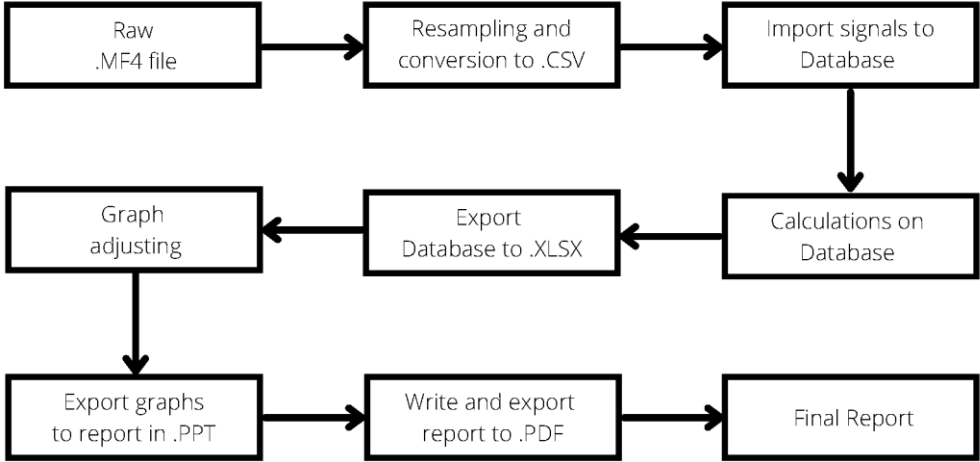 Raw
.MF4 file
Resampling and
conversion to .CSV
Import signals to
Database
Calculations on
Database
Export
Database to .XLSX
Graph
adjusting
Export graphs
to report in .PPT
Write and export
report to .PDF
Final Report